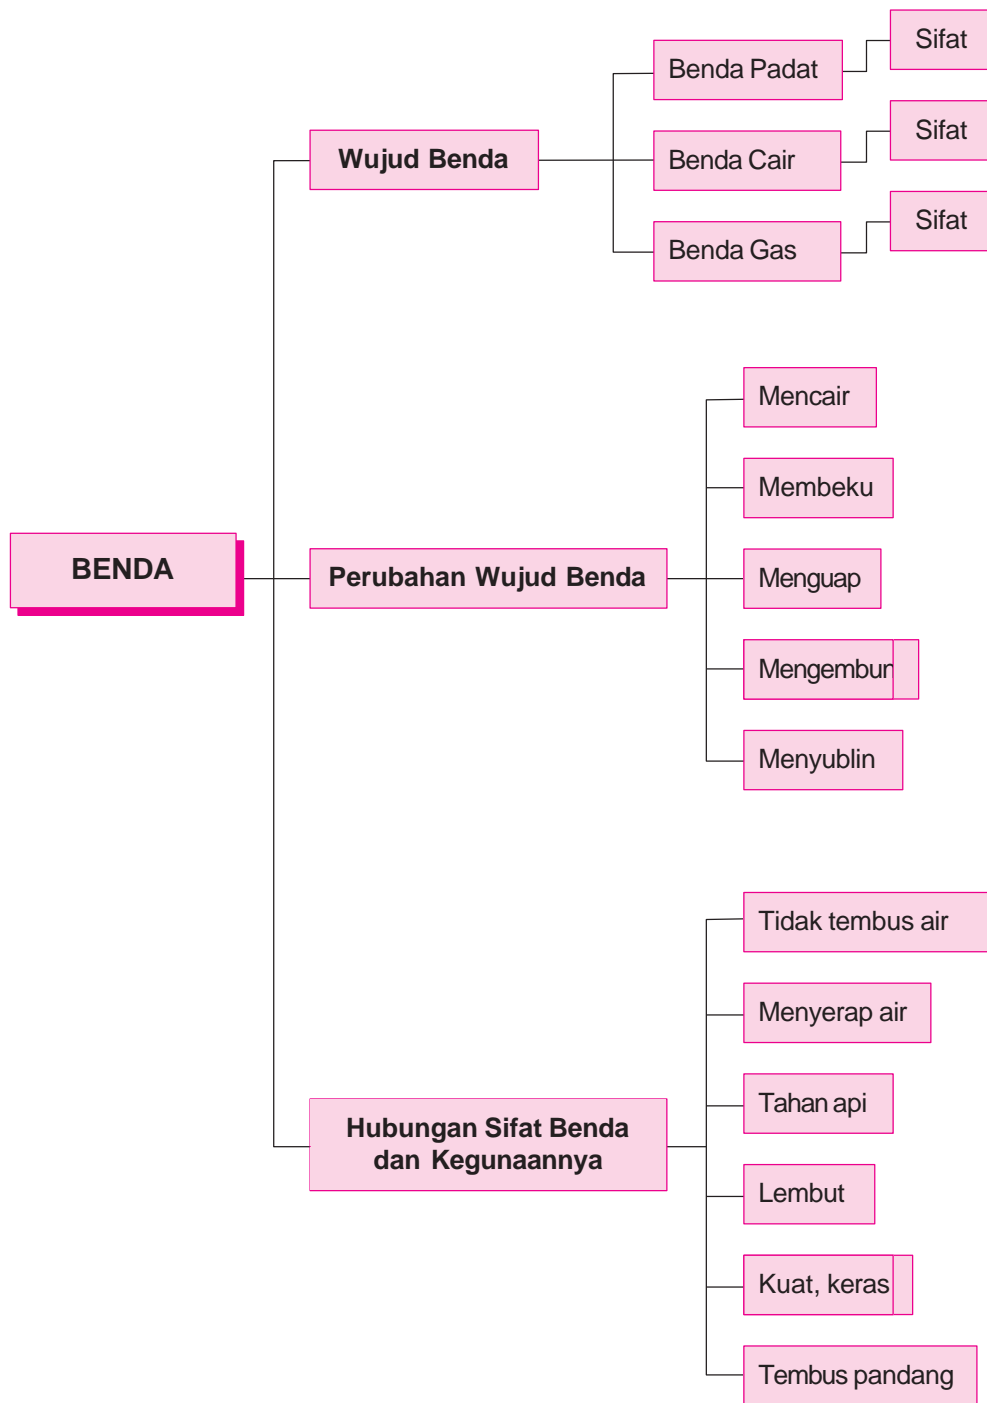 BENDA
Wujud Benda
Benda Padat
Sifat
Benda Cair
Sifat
Benda Gas
Sifat
Perubahan Wujud Benda
Mencair
Membeku
Menguap
Mengembun
Menyublin
Hubungan Sifat Benda
dan Kegunaannya
Tidak tembus air
Menyerap air
Tahan api
Lembut
Kuat, keras
Tembus pandang